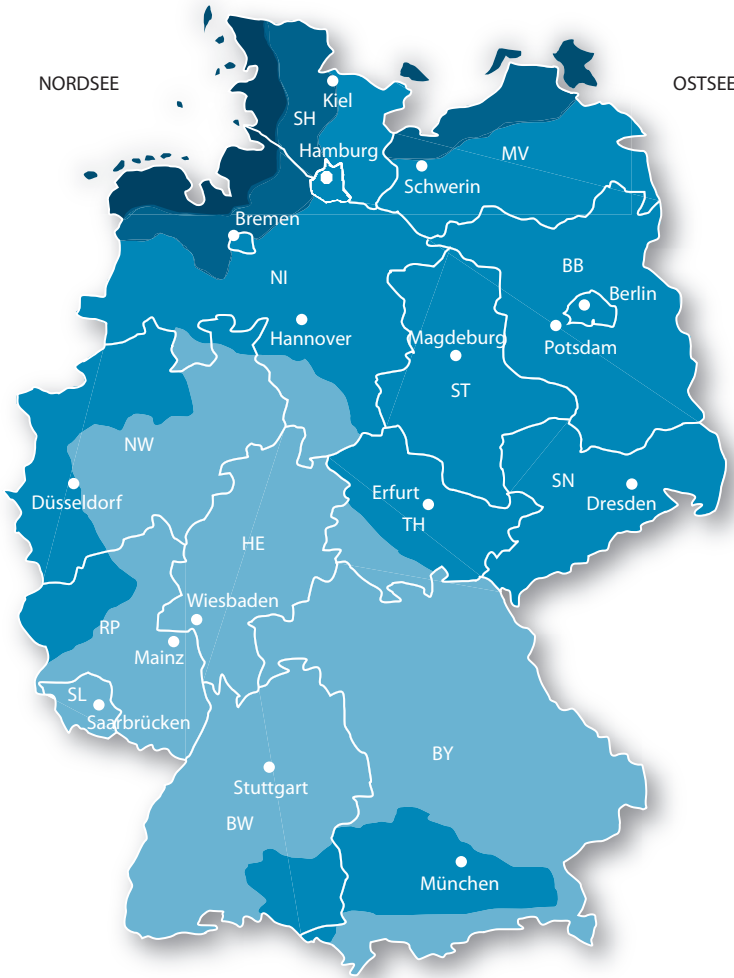 NORDSEE
OSTSEE
Kiel
SH
Hamburg
MV
Schwerin
Bremen
NI
BB
Berlin
Hannover
Magdeburg
Potsdam
ST
NW
Düsseldorf
Erfurt
TH
SN
Dresden
HE
Wiesbaden
RP
Mainz
SL
Saarbrücken
BY
Stuttgart
BW
München